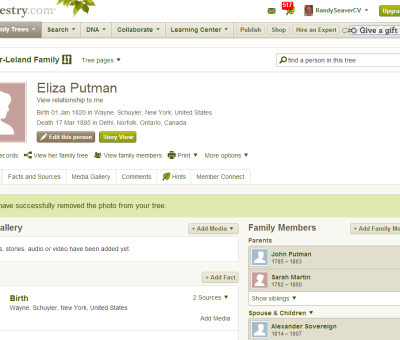 estry.com
517
RandySeaverCV
Upgra
mily Trees
Search
DNA
Collaborate
Learning Center
Publish
Shop
Hire an Expert
Give a gift
r-Leland Family
Tree pages
find a person in this tree
Eliza Putman
View relationship to me
Birth 01 Jan 1820 in Wayne, Schuyler, New York, United States
Death 17 Mar 1895 in Delhi, Norfolk, Ontario, Canada
Edit this person
Story View
ecords
View her family tree
View family members
Print
More options
Facts and Sources
Media Gallery
Comments
Hints
Member Connect
have successfully removed the photo from your tree.
allery
+ Add Media
s, stories, audio or video have been added yet.
+ Add Fact
Birth
2 Sources
Wayne, Schuyler, New York, United States
Add Media
Family Members
+ Add Family Me
Parents
John Putman
1785 – 1863
Sarah Martin
1792 – 1860
Show siblings
Spouse & Children
Alexander Sovereign
1814 – 1907